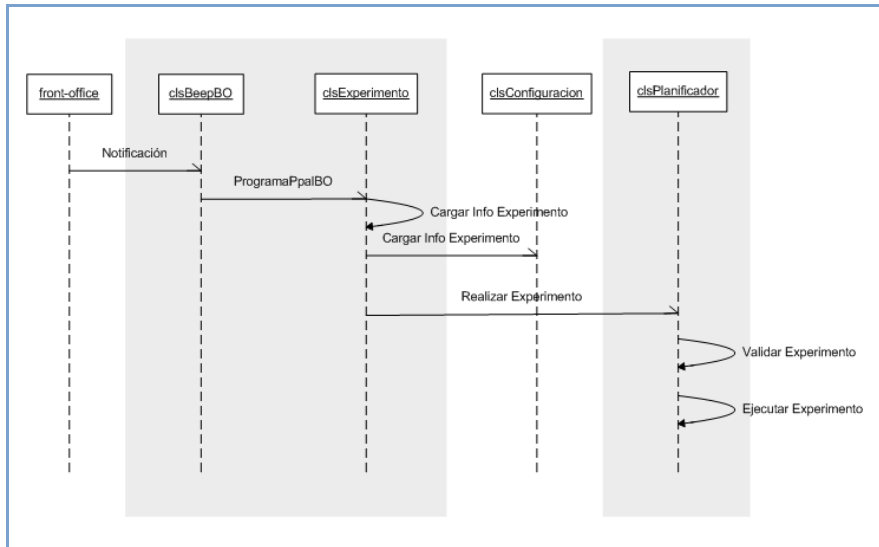 front-office
clsBeepBO
clsExperimento
clsConfiguracion
clsPlanificador
Notificación
ProgramaPpalBO
Cargar Info Experimento
Cargar Info Experimento
Realizar Experimento
Validar Experimento
Ejecutar Experimento